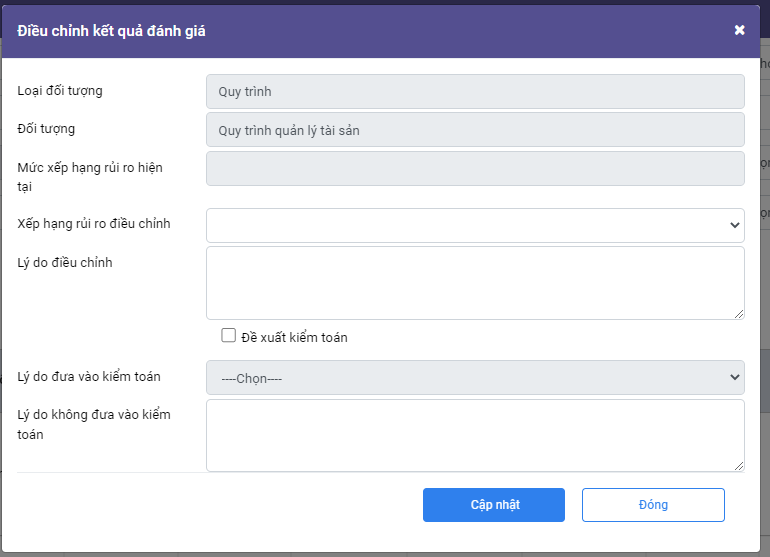 Điều chỉnh kết quả đánh giá
Loại đối tượng
Quy trình
Đối tượng
Quy trình quản lý tài sản
Mức xếp hạng rủi ro hiện
tại
Xếp hạng rủi ro điều chỉnh
Lý do điều chỉnh
Đề xuất kiểm toán
Lý do đưa vào kiểm toán
----Chọn----
Lý do không đưa vào kiểm
toán
Cập nhật
Đóng